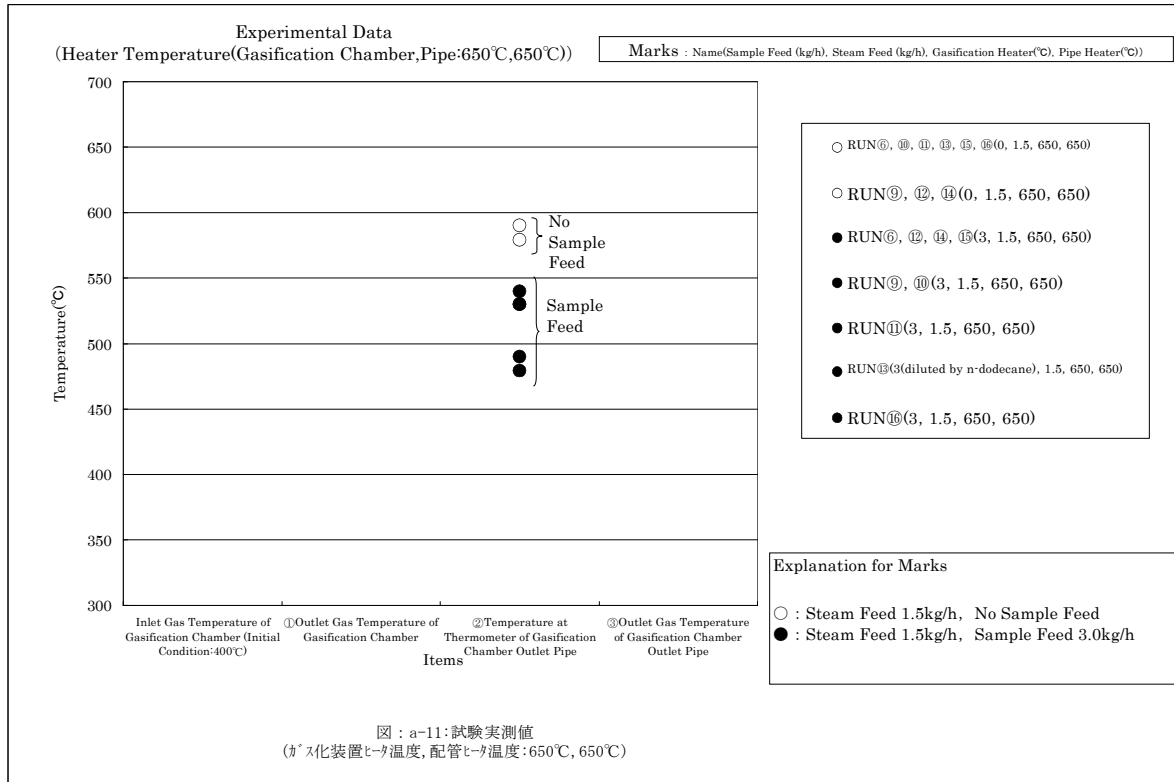 Experimental Data
(Heater Temperature(Gasification Chamber,Pipe:650℃,650℃))
Marks : Name(Sample Feed (kg/h), Steam Feed (kg/h), Gasification Heater(℃), Pipe Heater(℃))
700
650
600
550
500
450
400
350
300
Temperature(℃)
No
Sample
Feed
Sample
Feed
Inlet Gas Temperature of
Gasification Chamber (Initial
Condition:400℃)
①Outlet Gas Temperature of
Gasification Chamber
②Temperature at
Thermometer of Gasification
Chamber Outlet Pipe
③Outlet Gas Temperature
of Gasification Chamber
Outlet Pipe
Items
○ RUN⑥, ⑩, ⑪, ⑬, ⑮, ⑯(0, 1.5, 650, 650)
○ RUN⑨, ⑫, ⑭(0, 1.5, 650, 650)
● RUN⑥, ⑫, ⑭, ⑮(3, 1.5, 650, 650)
● RUN⑨, ⑩(3, 1.5, 650, 650)
● RUN⑪(3, 1.5, 650, 650)
● RUN⑬(3(diluted by n-dodecane), 1.5, 650, 650)
● RUN⑯(3, 1.5, 650, 650)
Explanation for Marks
○ : Steam Feed 1.5kg/h, No Sample Feed
● : Steam Feed 1.5kg/h, Sample Feed 3.0kg/h
図：a-11:試験実測値
(ｶﾞｽ化装置ﾋｰﾀ温度,配管ﾋｰﾀ温度:650℃,650℃)